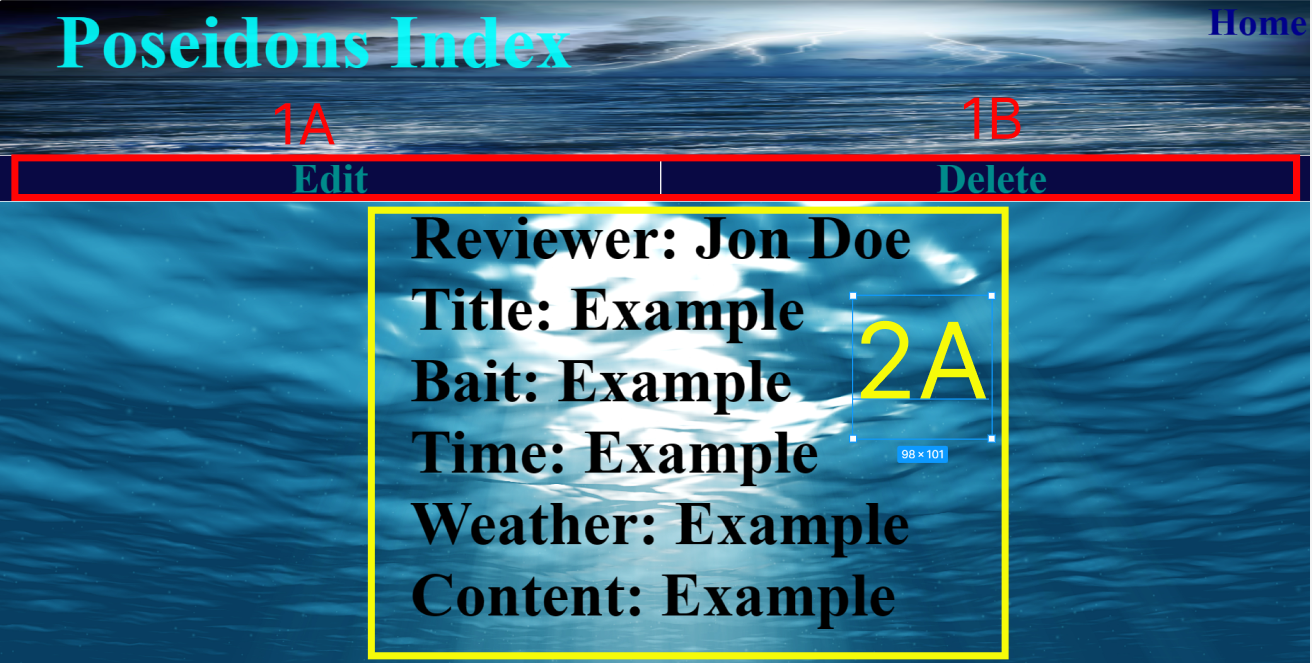 Poseidons Index
Home
1A
1B
Edit
Delete
Reviewer: Jon Doe
Title: Example
Bait: Example
2A
Time: Example
98 × 101
Weather: Example
Content: Example